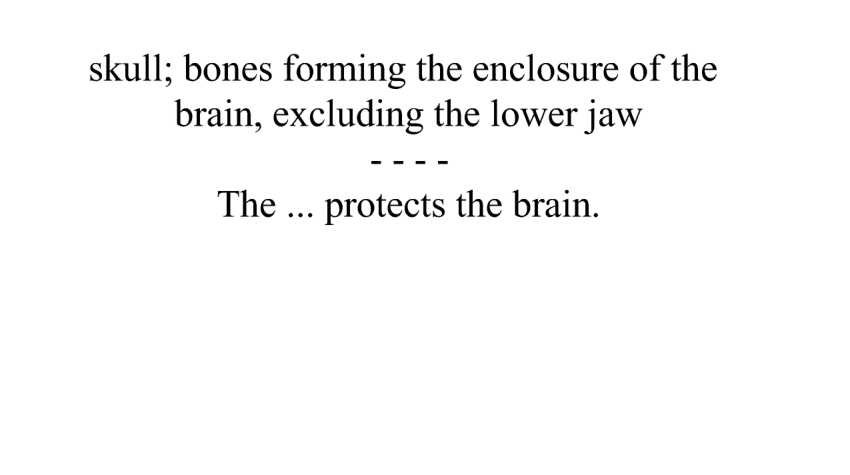 skull; bones forming the enclosure of the
brain, excluding the lower jaw
- - - -
The ... protects the brain.